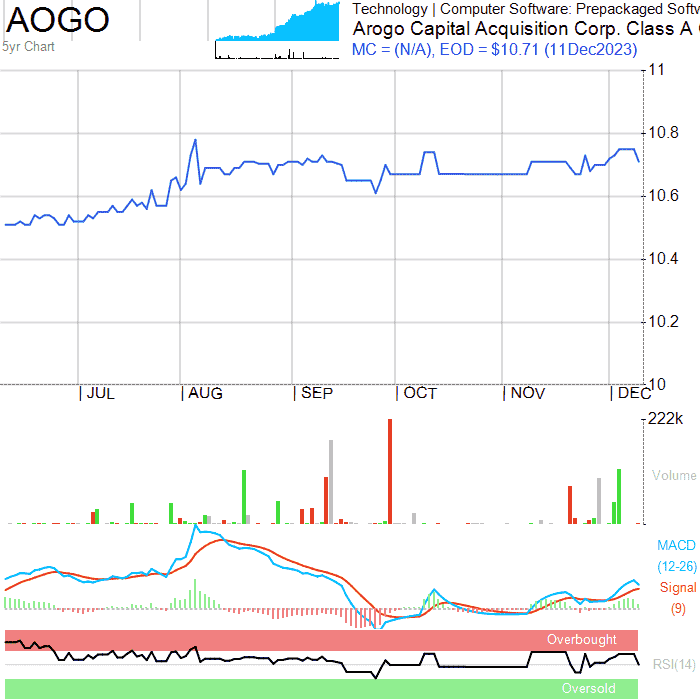 AOGO
5yr Chart
Technology | Computer Software: Prepackaged Softw
Arogo Capital Acquisition Corp. Class A
MC = (N/A), EOD = $10.71 (11Dec2023)
11
10.8
10.6
10.4
10.2
10
| JUL | AUG | SEP | OCT | NOV | DEC
222k
Volume
MACD
(12-26)
Signal
(9)
Overbought
RSI(14)
Oversold